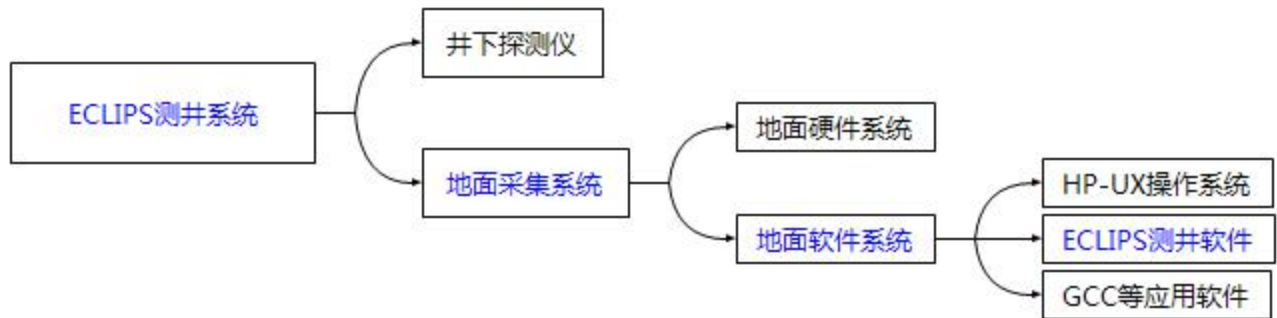 井下探测仪
ECLIPS测井系统
地面硬件系统
地面采集系统
HP-UX操作系统
地面软件系统
ECLIPS测井软件
GCC等应用软件